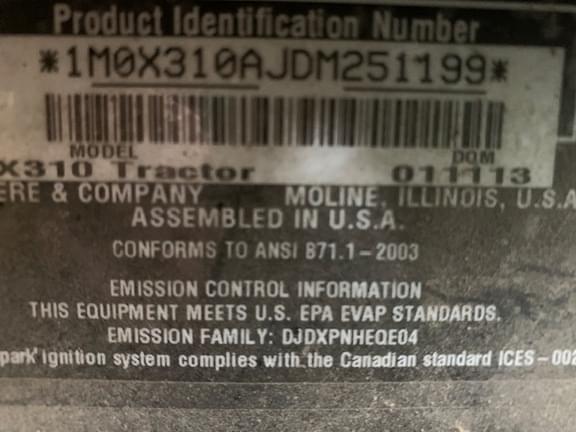 Product Identification Number
*1M0X310AJDM251199*
MODEL DOM
X310 Tractor 011113
ERE & COMPANY MOLINE, ILLINOIS, U.S.A
ASSEMBLED IN U.S.A.
CONFORMS TO ANSI B71.1-2003
EMISSION CONTROL INFORMATION
THIS EQUIPMENT MEETS U.S. EPA EVAP STANDARDS.
EMISSION FAMILY: DJDXPNHEQE04
park ignition system complies with the Canadian standard ICES-002